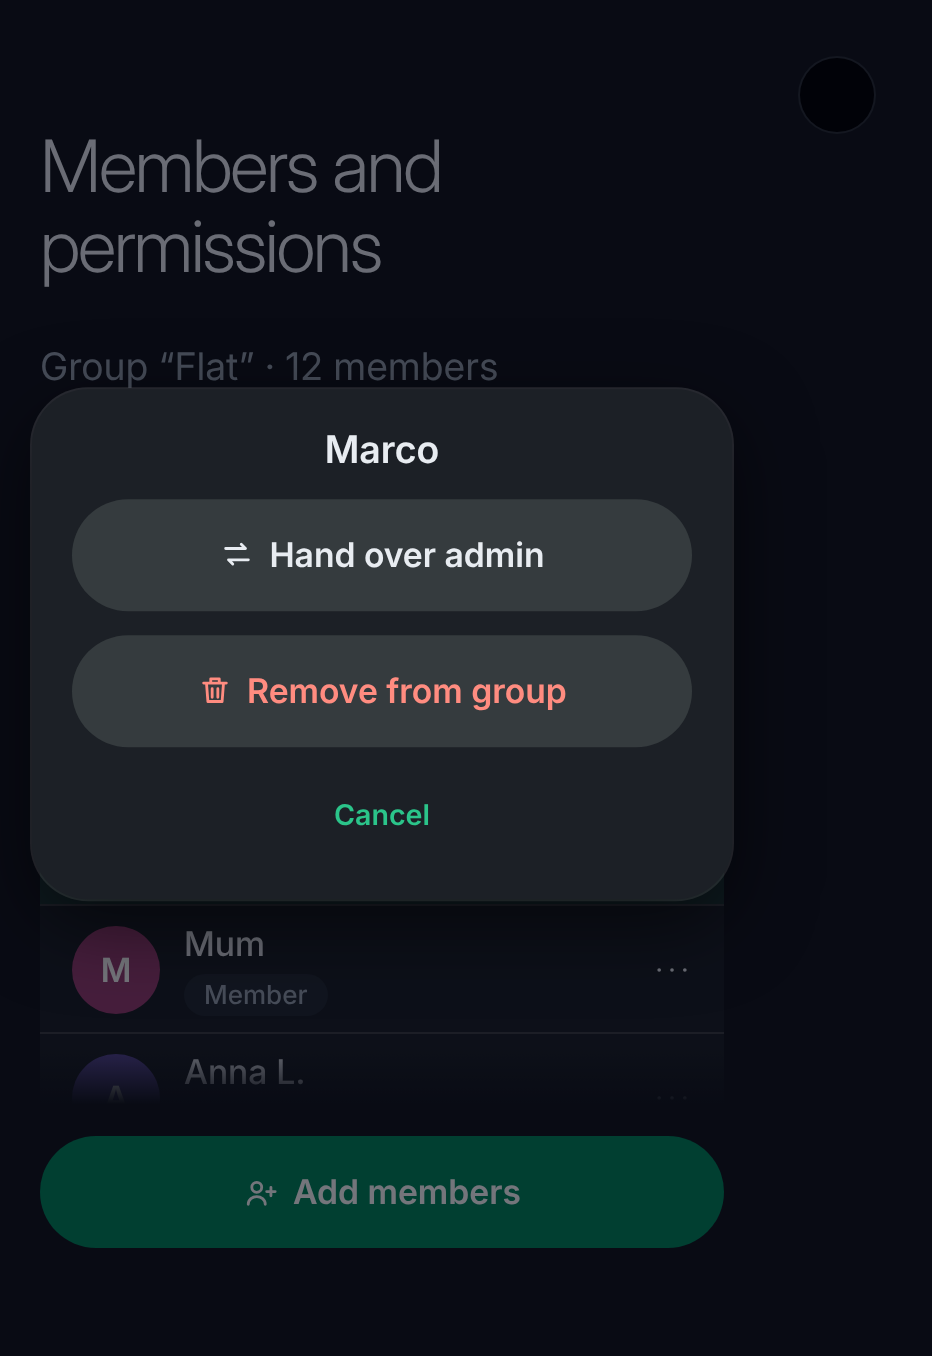 Members and
permissions
Group “Flat” · 12 members
Marco
Hand over admin
Remove from group
Cancel
M
Mum
Member
...
A
Anna L.
...
Add members